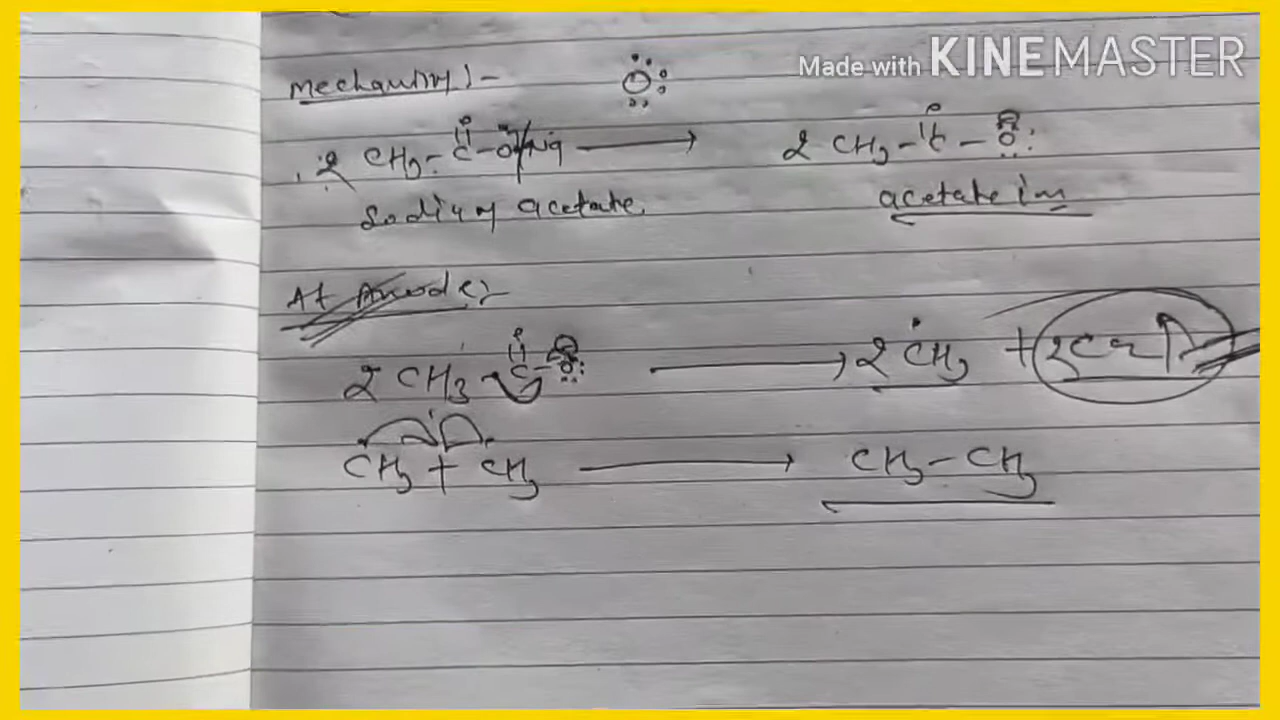 Made with KINEMASTER
Mechanism :-
2 CH3 - C - O Na ⟶ 2 CH3 - C - O:
Sodium acetate. acetate ion
At Anode :-
2 CH3 - C - O: ⟶ 2 CH3 + 2CO2↑
CH3 + CH3 ⟶ CH3 - CH3